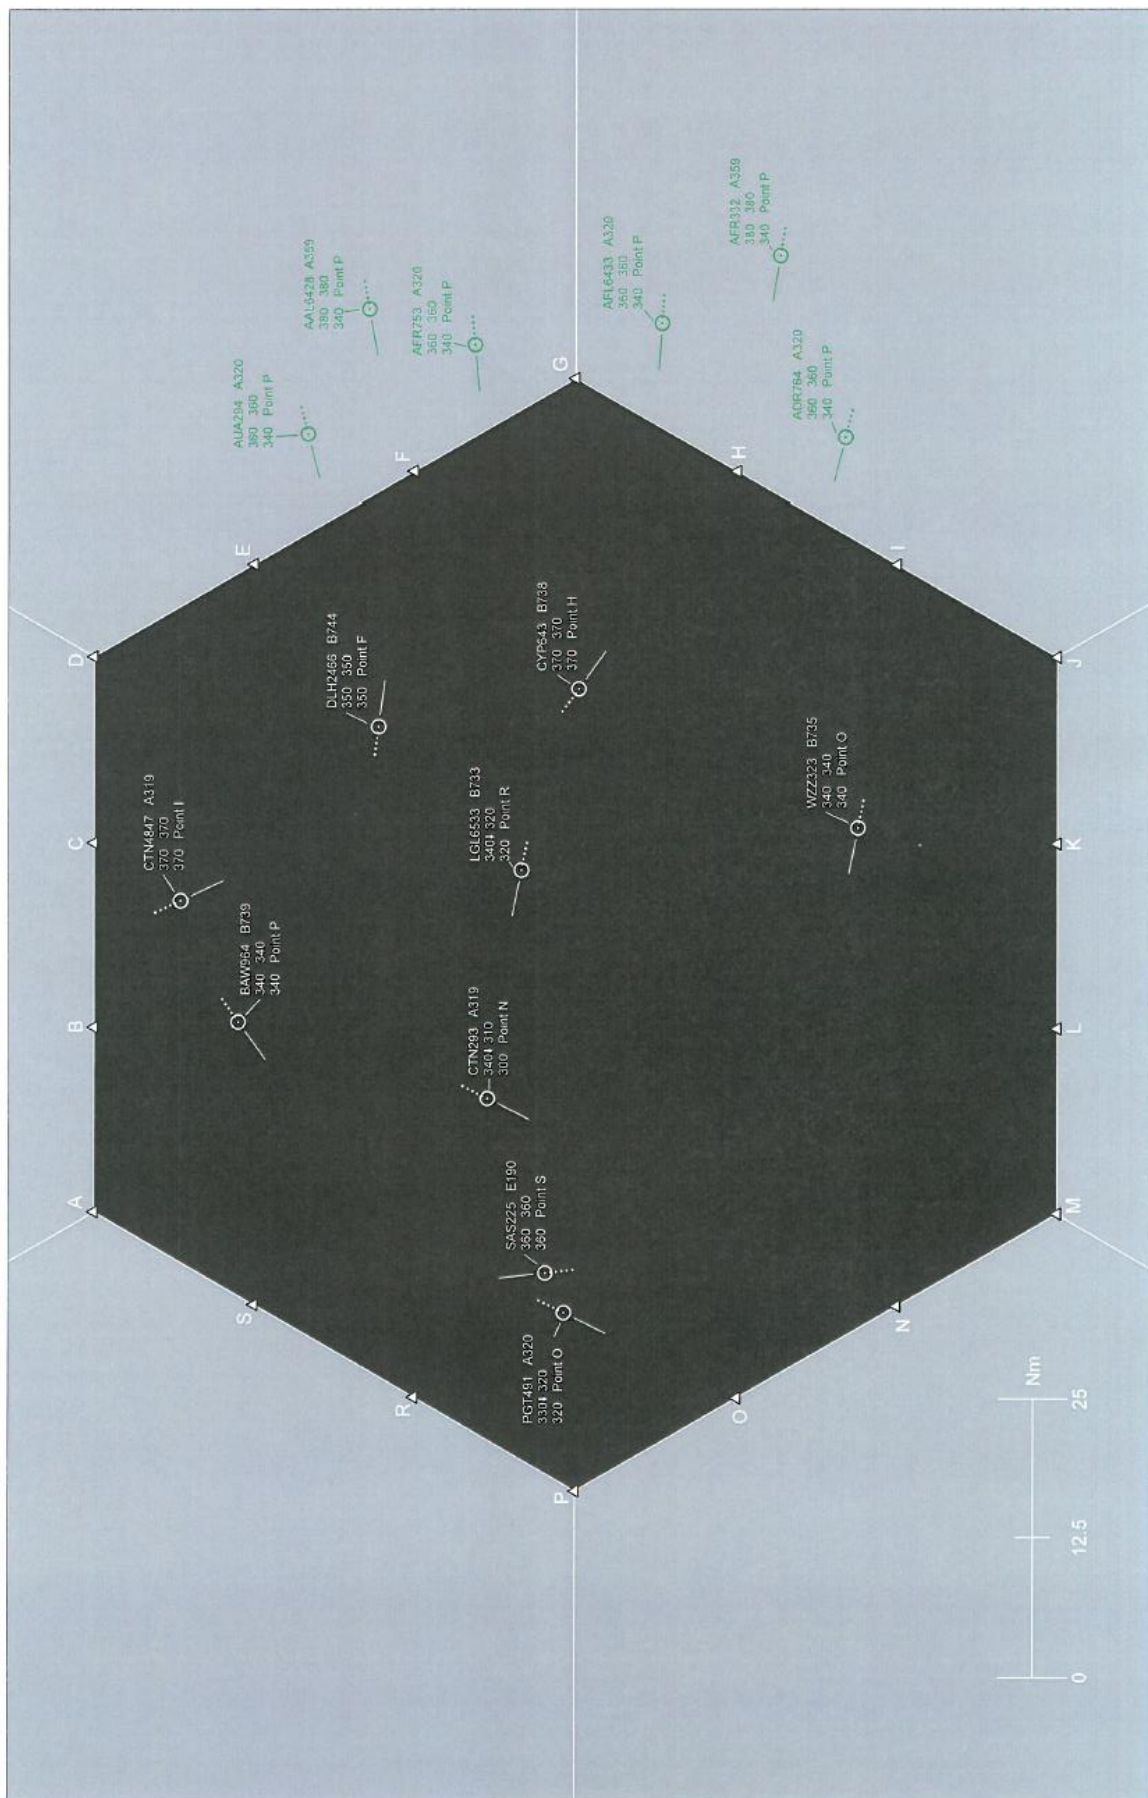 A
B
C
D
S
E
R
F
P
G
O
H
N
I
M
L
K
J
AUA294 A320
360 360
340 Point P
AAL6428 A359
380 380
340 Point P
AFR753 A320
360 360
340 Point P
AFL6433 A320
360 360
340 Point P
AFR332 A359
380 380
340 Point P
ADR764 A320
360 360
340 Point P
CTN4847 A319
370 370
370 Point I
BAW964 B739
340 340
340 Point P
DLH2466 B744
350 350
350 Point F
CYP643 B738
370 370
370 Point H
LGL6533 B733
340⬇ 320
320 Point R
CTN293 A319
340⬇ 310
300 Point N
SAS225 E190
360 360
360 Point S
PGT491 A320
330⬇ 320
320 Point O
WZZ323 B735
340 340
340 Point O
Nm
0 12.5 25